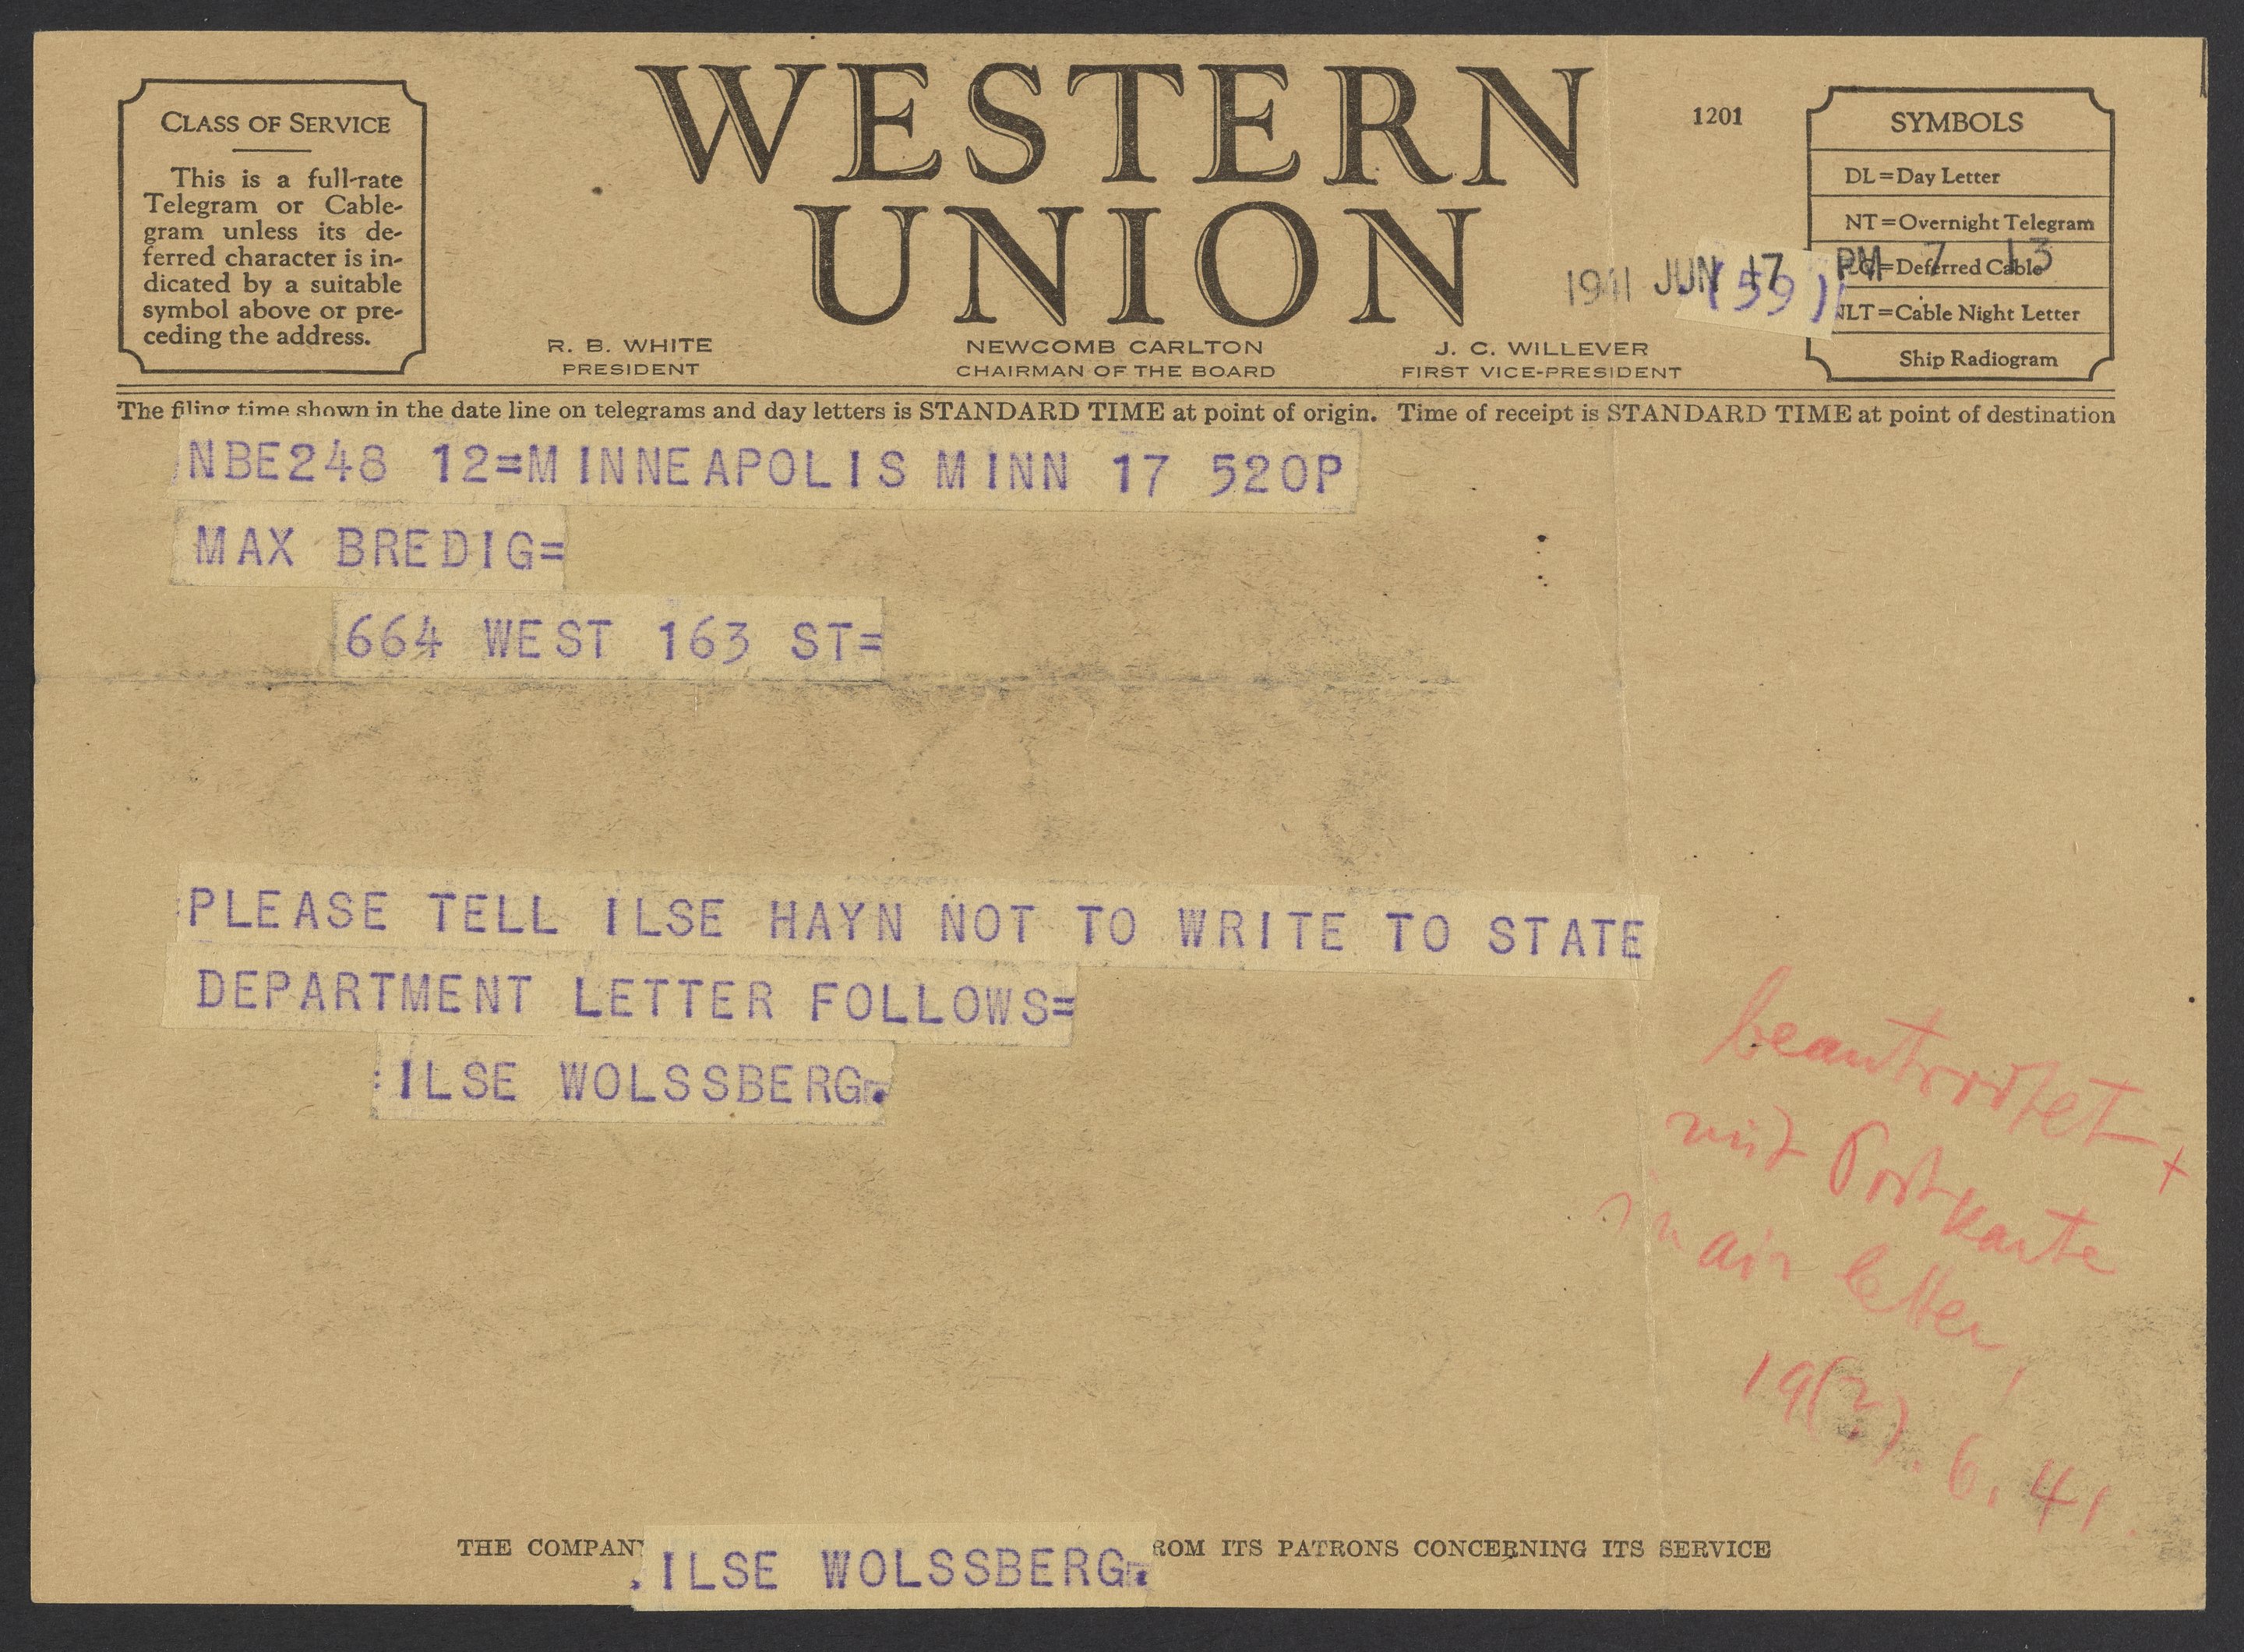 CLASS OF SERVICE
This is a full-rate
Telegram or Cable-
gram unless its de-
ferred character is in-
dicated by a suitable
symbol above or pre-
ceding the address.
WESTERN
UNION
R. B. WHITE
PRESIDENT
NEWCOMB CARLTON
CHAIRMAN OF THE BOARD
J. C. WILLEVER
FIRST VICE-PRESIDENT
1201
SYMBOLS
DL=Day Letter
NT=Overnight Telegram
LC=Deferred Cable
NLT=Cable Night Letter
Ship Radiogram
1941 JUN 17 PM 7 13
(59)
The filing time shown in the date line on telegrams and day letters is STANDARD TIME at point of origin. Time of receipt is STANDARD TIME at point of destination
NBE248 12=MINNEAPOLIS MINN 17 520P
MAX BREDIG=
664 WEST 163 ST=
PLEASE TELL ILSE HAYN NOT TO WRITE TO STATE
DEPARTMENT LETTER FOLLOWS=
ILSE WOLSSBERG.
beantwortet +
mit Postkarte
in air letter,
19(?). 6. 41.
THE COMPANY ROM ITS PATRONS CONCERNING ITS SERVICE
ILSE WOLSSBERG.